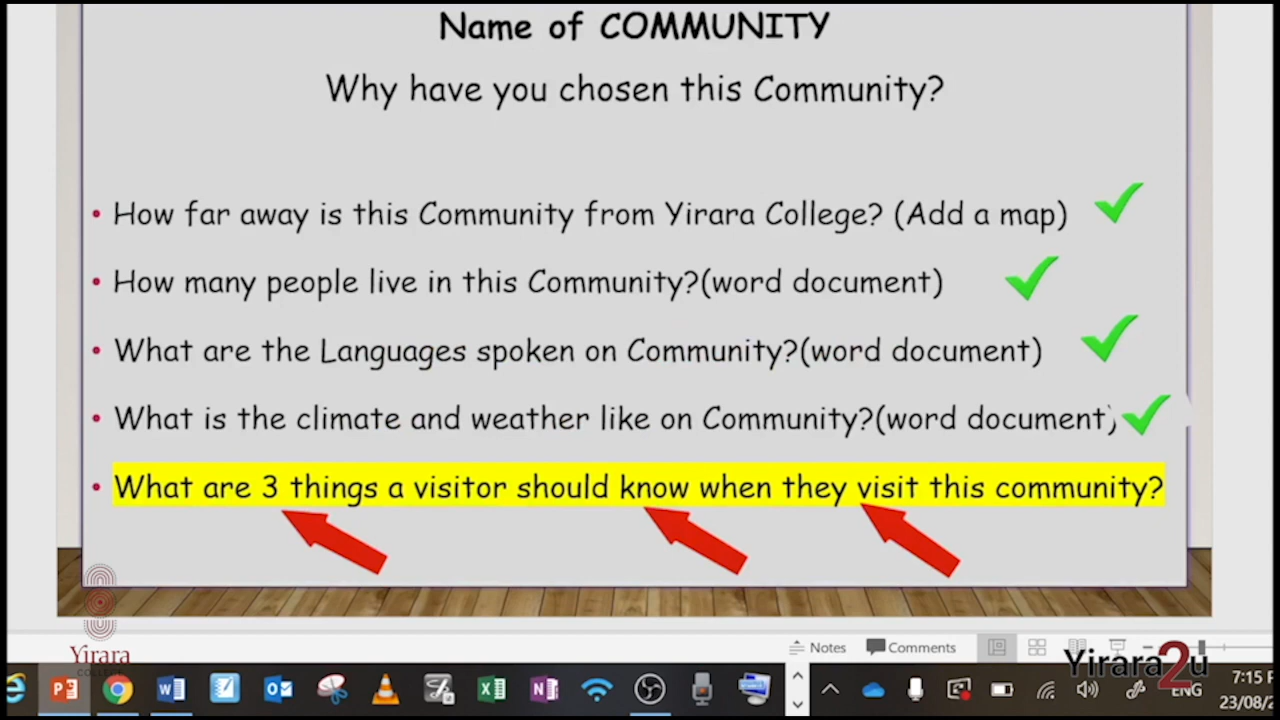 Name of COMMUNITY
Why have you chosen this Community?
• How far away is this Community from Yirara College? (Add a map)
• How many people live in this Community?(word document)
• What are the Languages spoken on Community?(word document)
• What is the climate and weather like on Community?(word document)
• What are 3 things a visitor should know when they visit this community?
Yirara
COLLEGE
Notes
Comments
Yirara2u
ENG
7:15 P
23/08/2